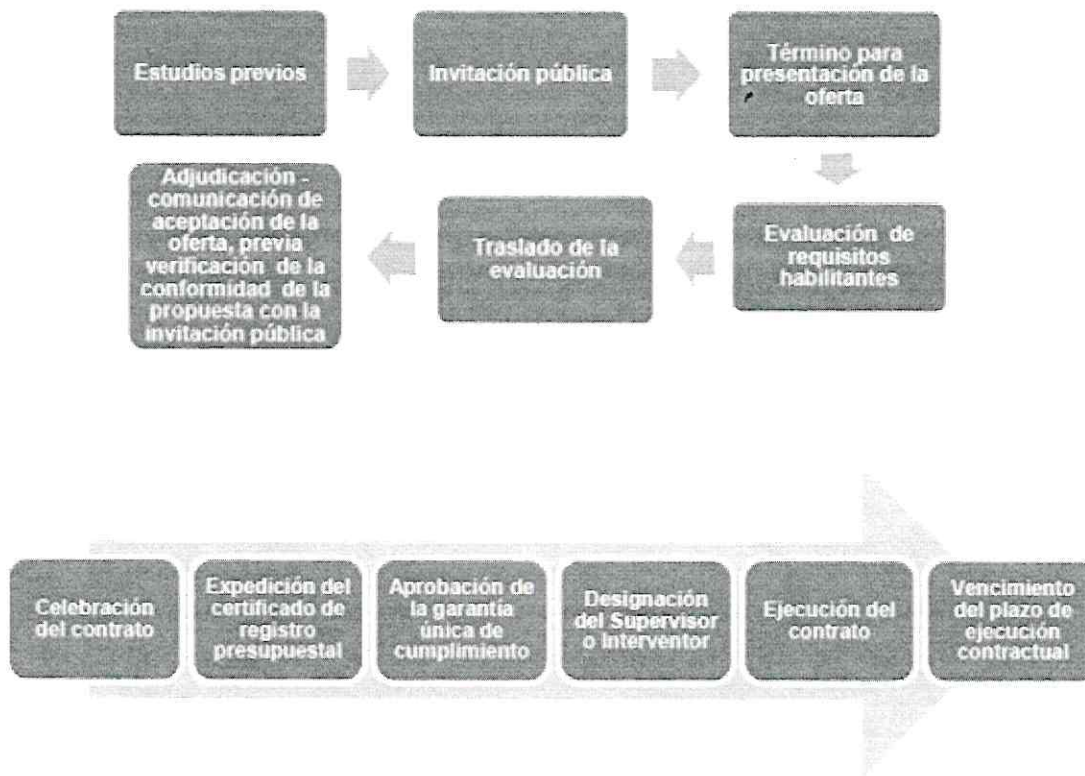 Estudios previos
Invitación pública
Término para
presentación de la
oferta
Evaluación de
requisitos
habilitantes
Traslado de la
evaluación
Adjudicación -
comunicación de
aceptación de la
oferta, previa
verificación de la
conformidad de la
propuesta con la
invitación pública
Celebración
del contrato
Expedición del
certificado de
registro
presupuestal
Aprobación de
la garantía
única de
cumplimiento
Designación
del Supervisor
o Interventor
Ejecución del
contrato
Vencimiento
del plazo de
ejecución
contractual